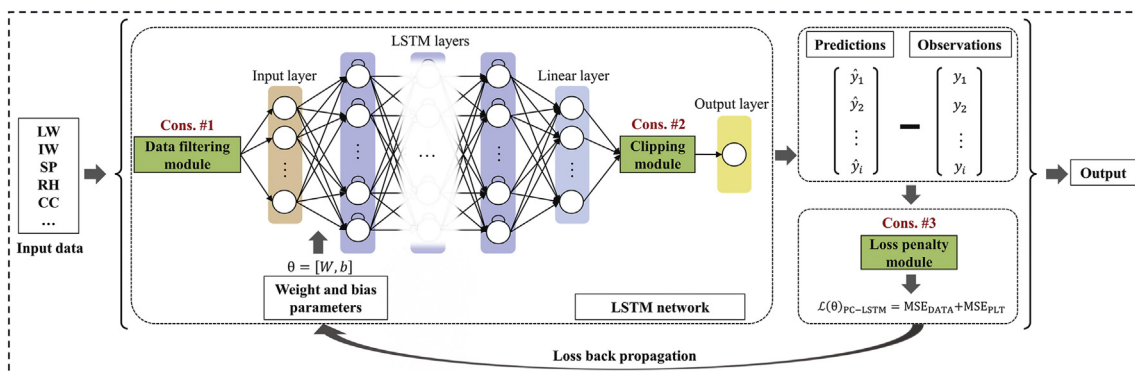 LW
IW
SP
RH
CC
...
Input data
Cons. #1
Data filtering
module
Input layer
⋮
LSTM layers
⋮
...
⋮
Linear layer
⋮
Cons. #2
Clipping
module
Output layer
θ = [W, b]
Weight and bias
parameters
LSTM network
Predictions
Observations
ŷ₁
ŷ₂
⋮
ŷᵢ
−
y₁
y₂
⋮
yᵢ
Cons. #3
Loss penalty
module
ℒ(θ)PC−LSTM = MSEDATA+MSEPLT
Loss back propagation
Output